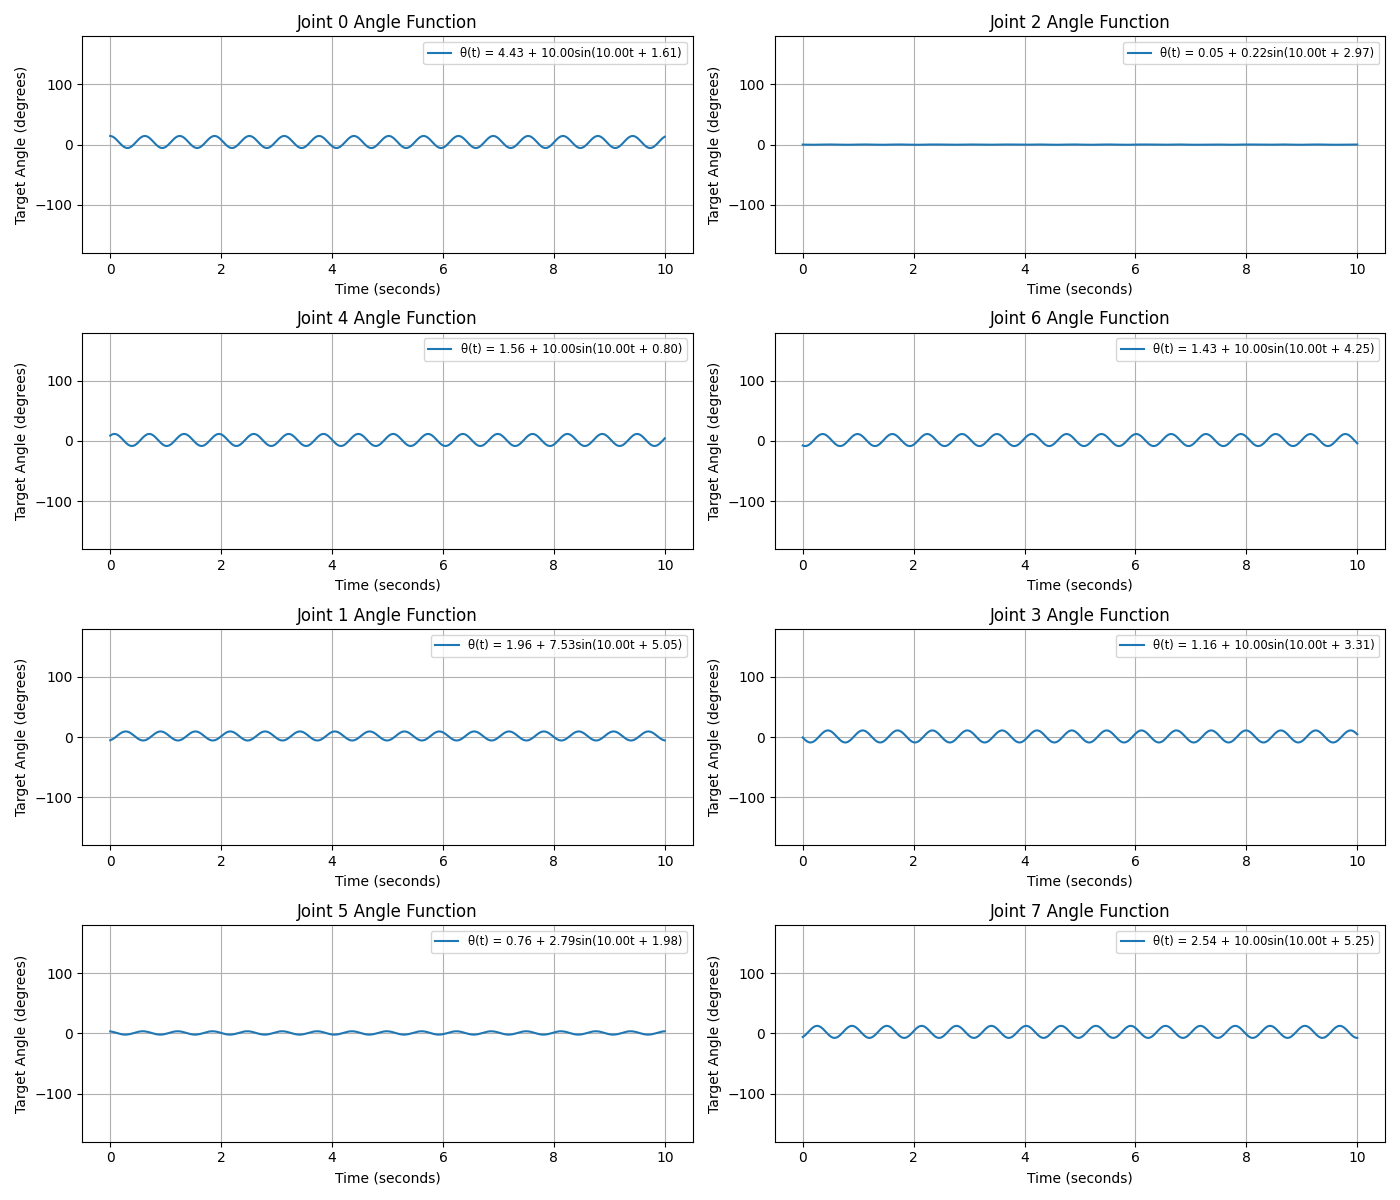 Joint 0 Angle Function
θ(t) = 4.43 + 10.00sin(10.00t + 1.61)
Target Angle (degrees)
100
0
−100
0 2 4 6 8 10
Time (seconds)
Joint 2 Angle Function
θ(t) = 0.05 + 0.22sin(10.00t + 2.97)
Target Angle (degrees)
100
0
−100
0 2 4 6 8 10
Time (seconds)
Joint 4 Angle Function
θ(t) = 1.56 + 10.00sin(10.00t + 0.80)
Target Angle (degrees)
100
0
−100
0 2 4 6 8 10
Time (seconds)
Joint 6 Angle Function
θ(t) = 1.43 + 10.00sin(10.00t + 4.25)
Target Angle (degrees)
100
0
−100
0 2 4 6 8 10
Time (seconds)
Joint 1 Angle Function
θ(t) = 1.96 + 7.53sin(10.00t + 5.05)
Target Angle (degrees)
100
0
−100
0 2 4 6 8 10
Time (seconds)
Joint 3 Angle Function
θ(t) = 1.16 + 10.00sin(10.00t + 3.31)
Target Angle (degrees)
100
0
−100
0 2 4 6 8 10
Time (seconds)
Joint 5 Angle Function
θ(t) = 0.76 + 2.79sin(10.00t + 1.98)
Target Angle (degrees)
100
0
−100
0 2 4 6 8 10
Time (seconds)
Joint 7 Angle Function
θ(t) = 2.54 + 10.00sin(10.00t + 5.25)
Target Angle (degrees)
100
0
−100
0 2 4 6 8 10
Time (seconds)